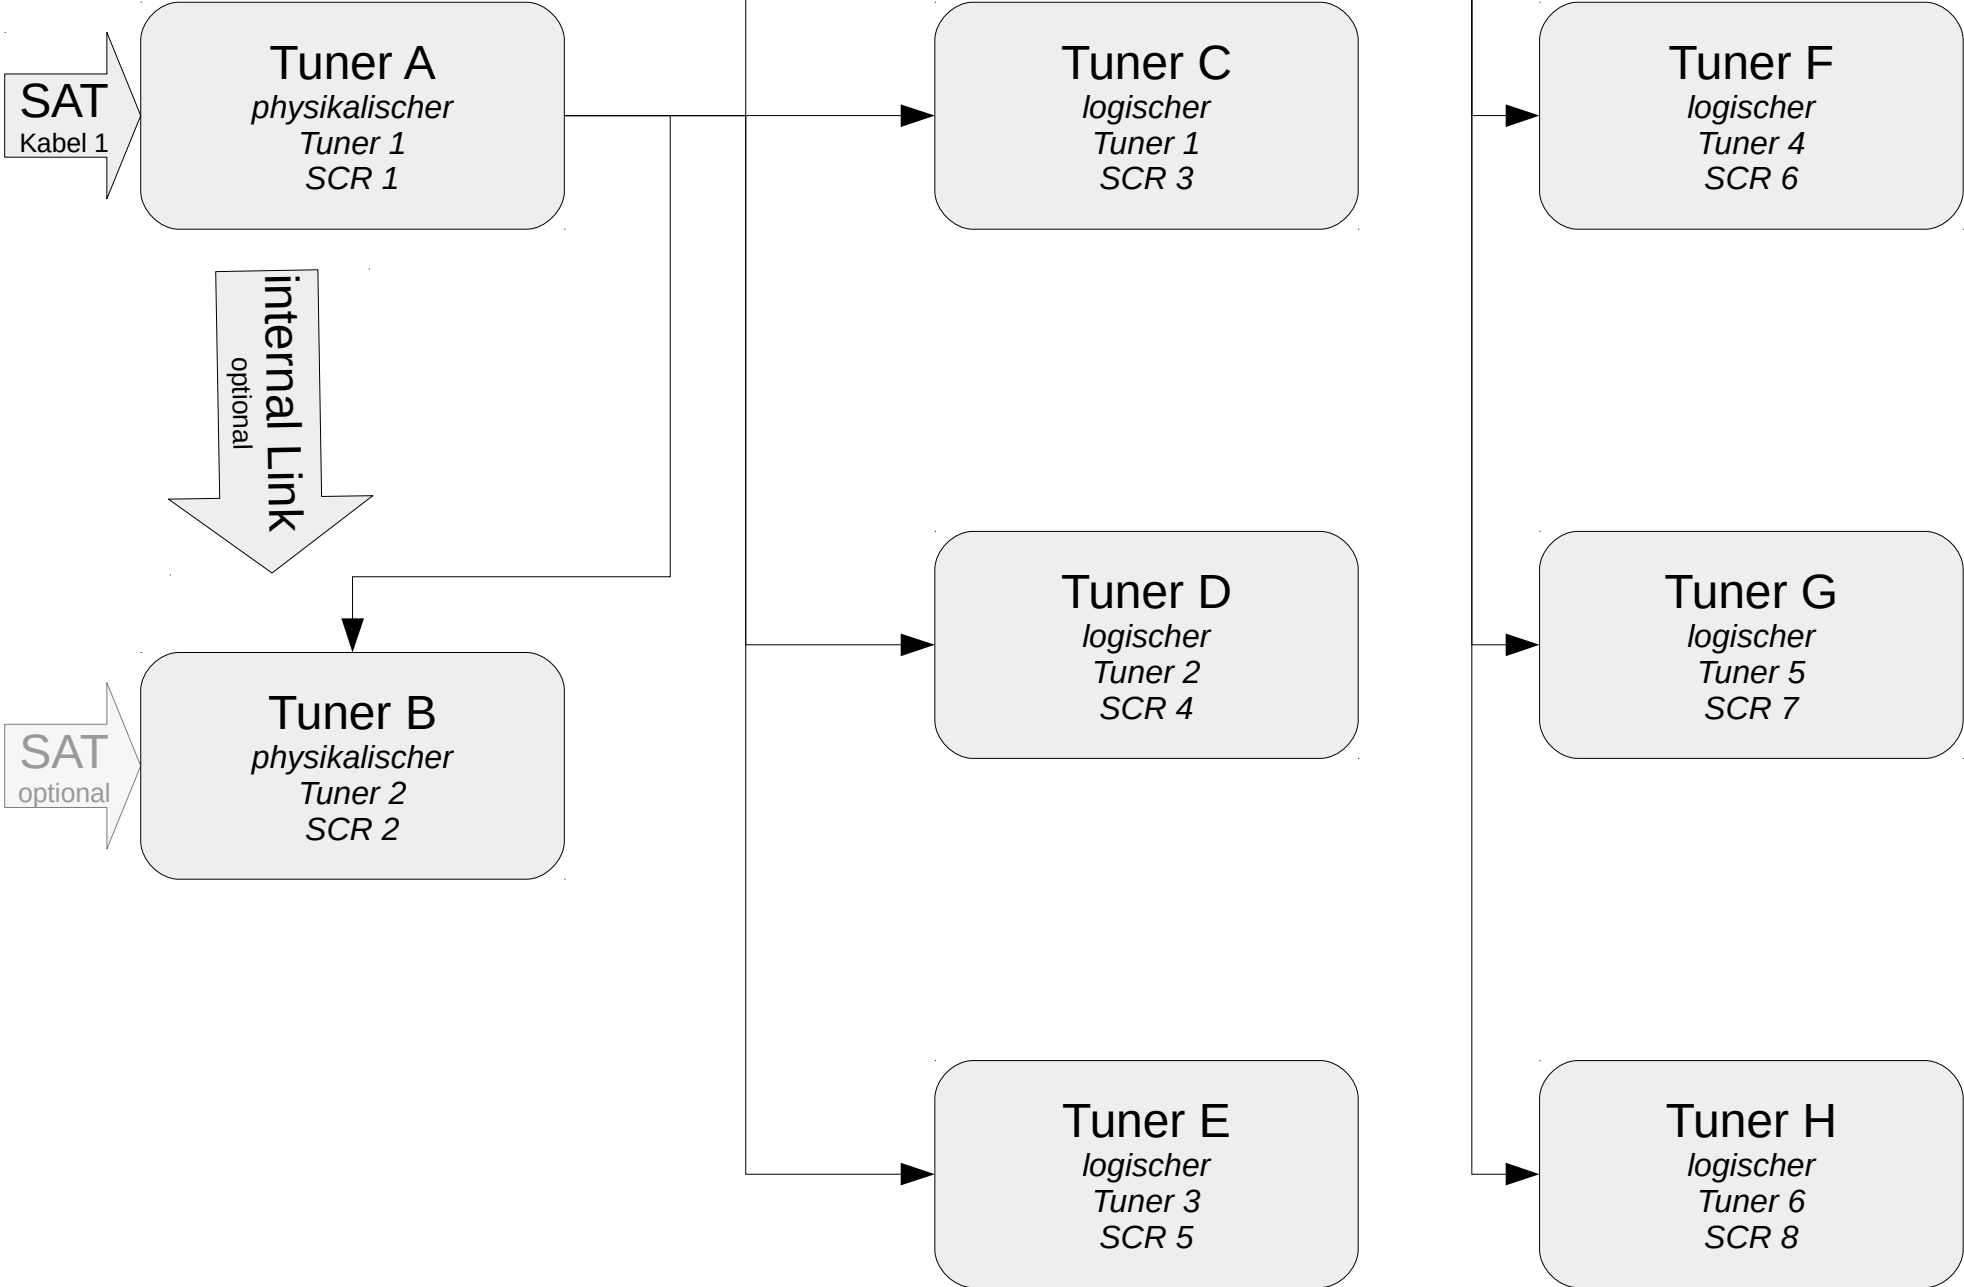 SAT
Kabel 1
Tuner A
physikalischer
Tuner 1
SCR 1
Tuner C
logischer
Tuner 1
SCR 3
Tuner F
logischer
Tuner 4
SCR 6
internal Link
optional
Tuner D
logischer
Tuner 2
SCR 4
Tuner G
logischer
Tuner 5
SCR 7
SAT
optional
Tuner B
physikalischer
Tuner 2
SCR 2
Tuner E
logischer
Tuner 3
SCR 5
Tuner H
logischer
Tuner 6
SCR 8